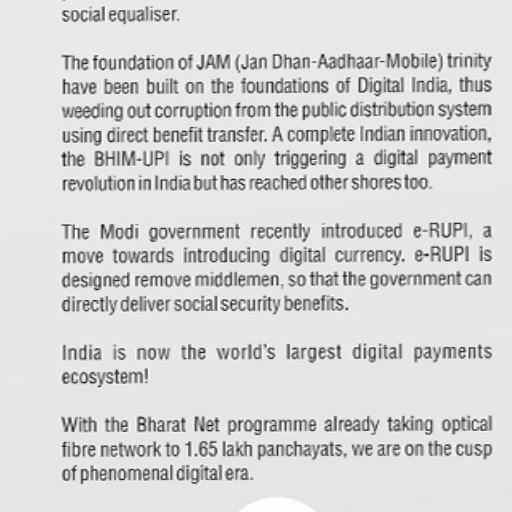 social equaliser.
The foundation of JAM (Jan Dhan-Aadhaar-Mobile) trinity
have been built on the foundations of Digital India, thus
weeding out corruption from the public distribution system
using direct benefit transfer. A complete Indian innovation,
the BHIM-UPI is not only triggering a digital payment
revolution in India but has reached other shores too.
The Modi government recently introduced e-RUPI, a
move towards introducing digital currency. e-RUPI is
designed remove middlemen, so that the government can
directly deliver social security benefits.
India is now the world's largest digital payments
ecosystem!
With the Bharat Net programme already taking optical
fibre network to 1.65 lakh panchayats, we are on the cusp
of phenomenal digital era.